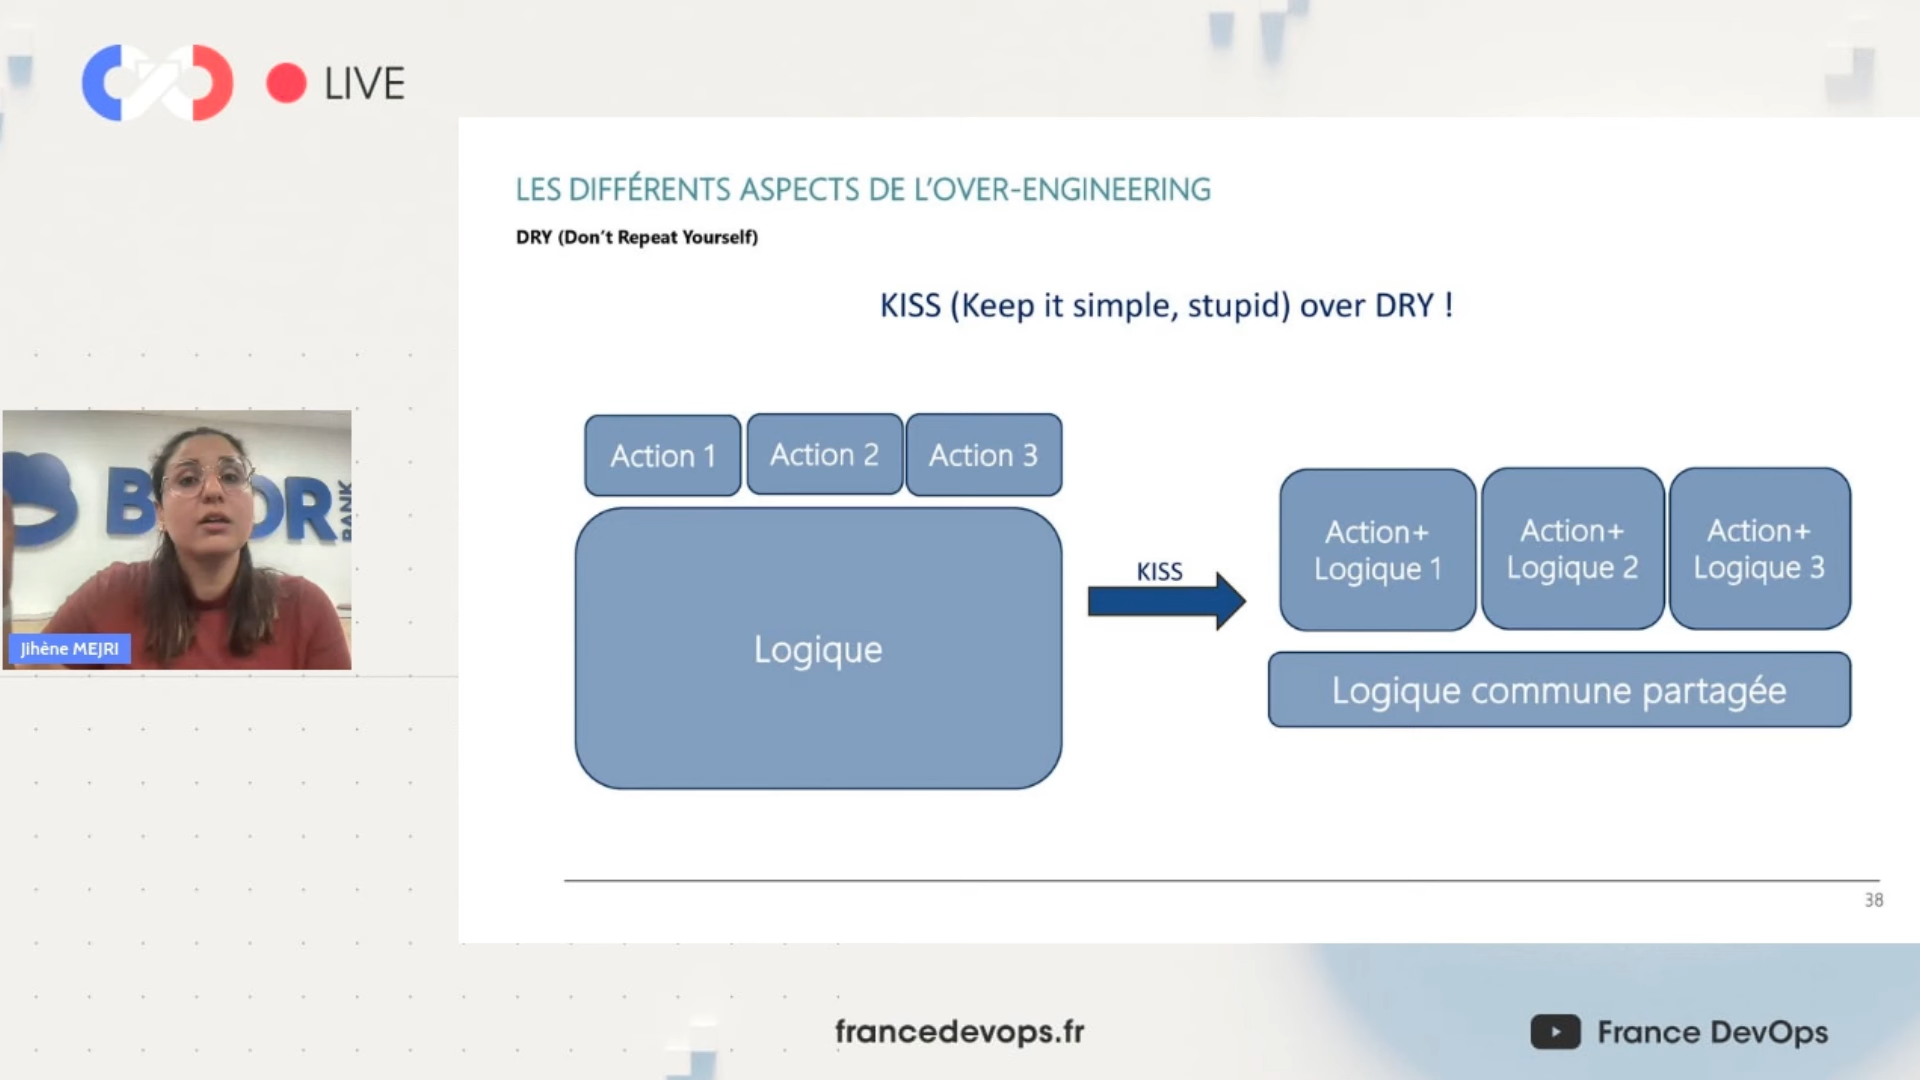 LIVE
LES DIFFÉRENTS ASPECTS DE L'OVER-ENGINEERING
DRY (Don't Repeat Yourself)
KISS (Keep it simple, stupid) over DRY !
Action 1
Action 2
Action 3
Logique
KISS
Action+
Logique 1
Action+
Logique 2
Action+
Logique 3
Logique commune partagée
38
BANK
Jihène MEJRI
francedevops.fr
France DevOps